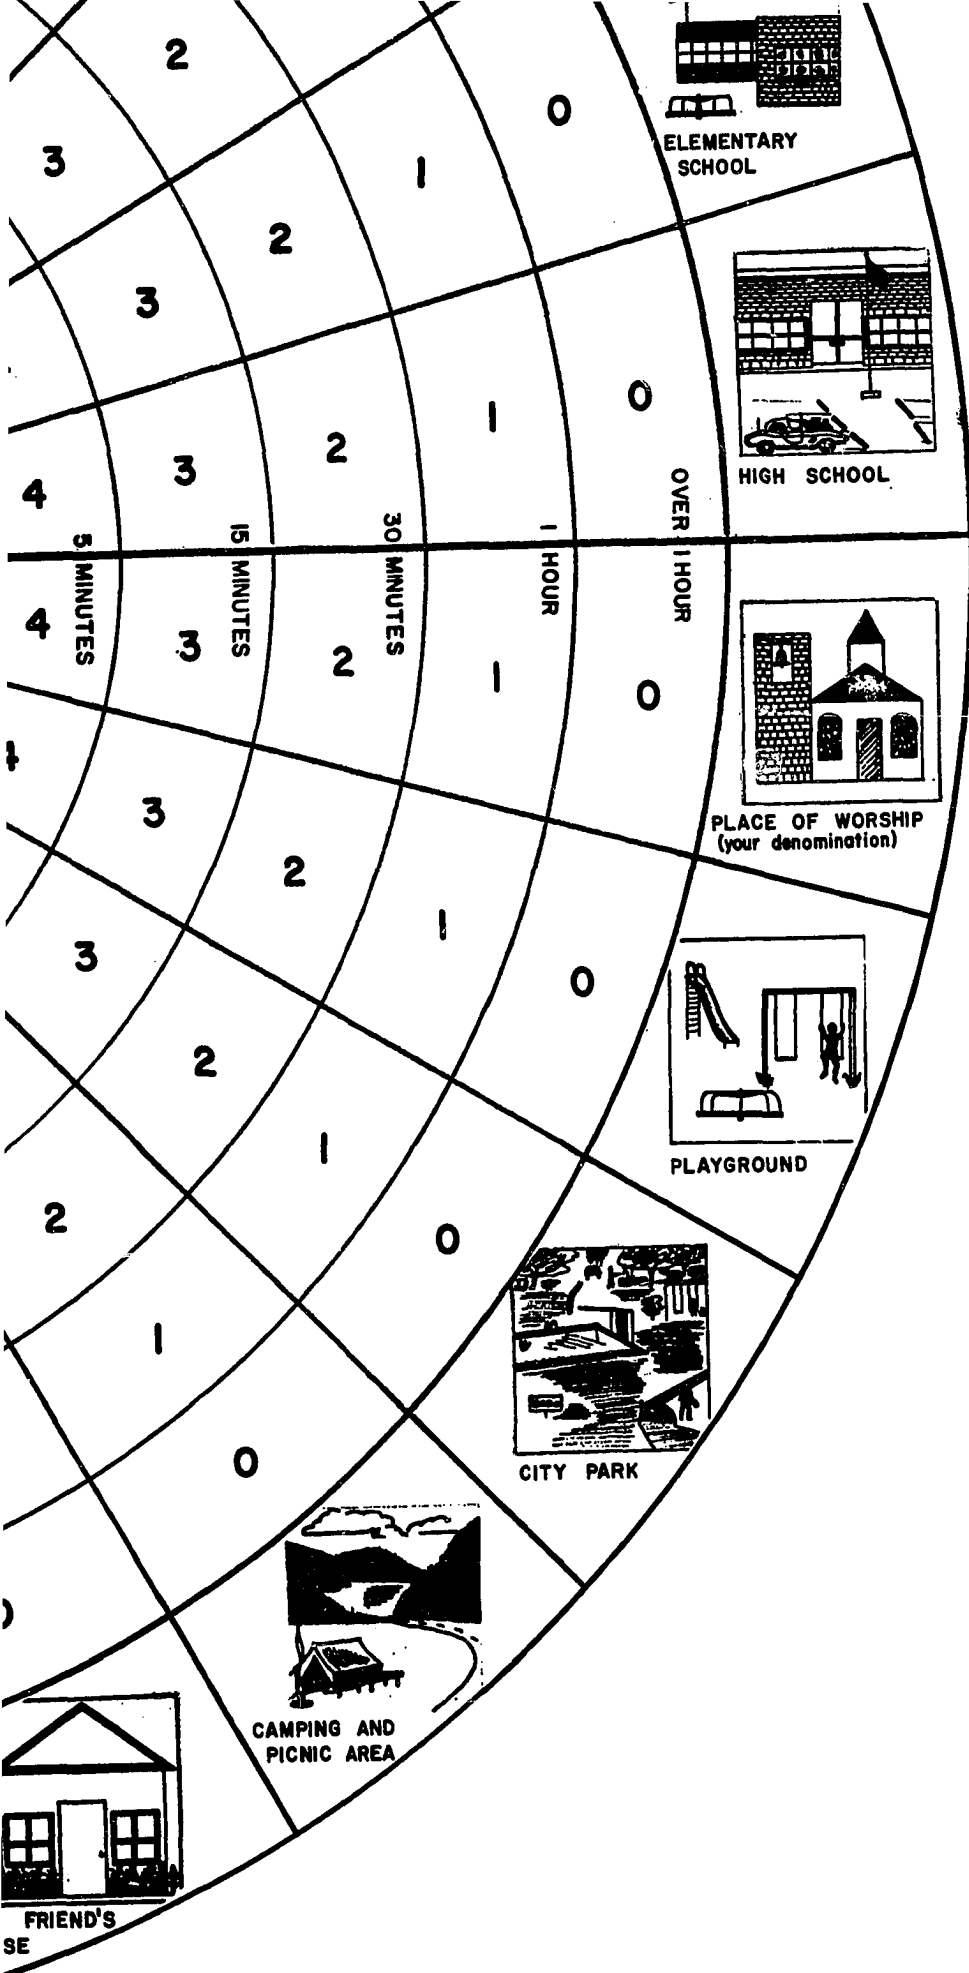 2
0
3
1
2
3
ELEMENTARY
SCHOOL
0
1
2
3
4
HIGH SCHOOL
5 MINUTES
15 MINUTES
30 MINUTES
1 HOUR
OVER 1 HOUR
4
3
2
1
0
PLACE OF WORSHIP
(your denomination)
3
2
1
0
PLAYGROUND
3
2
1
0
CITY PARK
2
1
0
CAMPING AND
PICNIC AREA
FRIEND'S
SE